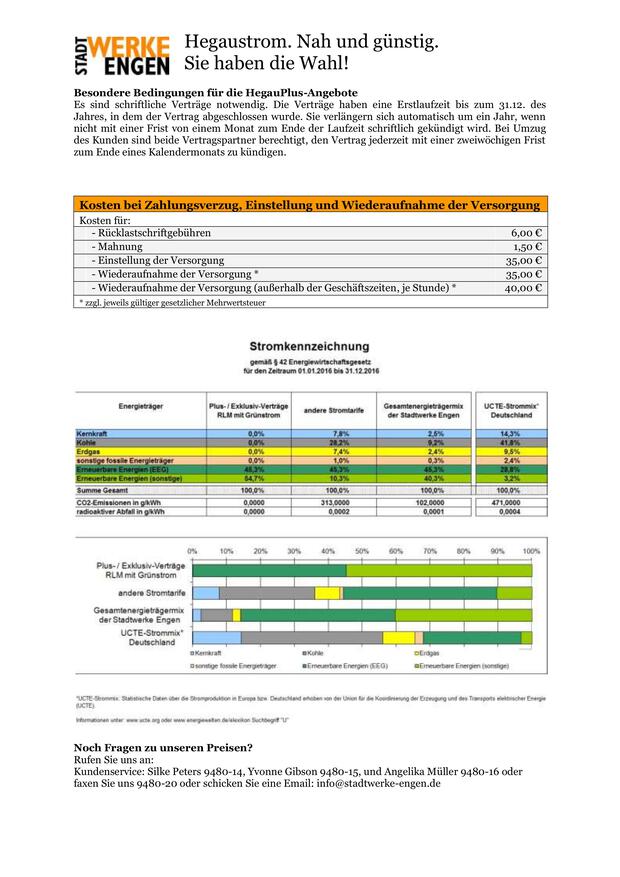 STADT WERKE ENGEN
Hegaustrom. Nah und günstig.
Sie haben die Wahl!
Besondere Bedingungen für die HegauPlus-Angebote
Es sind schriftliche Verträge notwendig. Die Verträge haben eine Erstlaufzeit bis zum 31.12. des
Jahres, in dem der Vertrag abgeschlossen wurde. Sie verlängern sich automatisch um ein Jahr, wenn
nicht mit einer Frist von einem Monat zum Ende der Laufzeit schriftlich gekündigt wird. Bei Umzug
des Kunden sind beide Vertragspartner berechtigt, den Vertrag jederzeit mit einer zweiwöchigen Frist
zum Ende eines Kalendermonats zu kündigen.
Kosten bei Zahlungsverzug, Einstellung und Wiederaufnahme der Versorgung
Kosten für:
- Rücklastschriftgebühren 6,00 €
- Mahnung 1,50 €
- Einstellung der Versorgung 35,00 €
- Wiederaufnahme der Versorgung * 35,00 €
- Wiederaufnahme der Versorgung (außerhalb der Geschäftszeiten, je Stunde) * 40,00 €
* zzgl. jeweils gültiger gesetzlicher Mehrwertsteuer
Stromkennzeichnung
gemäß § 42 Energiewirtschaftsgesetz
für den Zeitraum 01.01.2016 bis 31.12.2016
Energieträger Plus- / Exklusiv-Verträge RLM mit Grünstrom andere Stromtarife Gesamtenergieträgermix der Stadtwerke Engen UCTE-Strommix* Deutschland
Kernkraft 0,0% 7,8% 2,5% 14,3%
Kohle 0,0% 28,2% 9,2% 41,8%
Erdgas 0,0% 7,4% 2,4% 9,5%
sonstige fossile Energieträger 0,0% 1,0% 0,3% 2,4%
Erneuerbare Energien (EEG) 45,3% 45,3% 45,3% 28,8%
Erneuerbare Energien (sonstige) 54,7% 10,3% 40,3% 3,2%
Summe Gesamt 100,0% 100,0% 100,0% 100,0%
CO2-Emissionen in g/kWh 0,0000 313,0000 102,0000 471,0000
radioaktiver Abfall in g/kWh 0,0000 0,0002 0,0001 0,0004
0% 10% 20% 30% 40% 50% 60% 70% 80% 90% 100%
Plus- / Exklusiv-Verträge
RLM mit Grünstrom
andere Stromtarife
Gesamtenergieträgermix
der Stadtwerke Engen
UCTE-Strommix*
Deutschland
Kernkraft Kohle Erdgas
sonstige fossile Energieträger Erneuerbare Energien (EEG) Erneuerbare Energien (sonstige)
*UCTE-Strommix: Statistische Daten über die Stromproduktion in Europa bzw. Deutschland erhoben von der Union für die Koordinierung der Erzeugung und des Transports elektrischer Energie
(UCTE).
Informationen unter: www.ucte.org oder www.energiewelten.de/elexikon Suchbegriff "U"
Noch Fragen zu unseren Preisen?
Rufen Sie uns an:
Kundenservice: Silke Peters 9480-14, Yvonne Gibson 9480-15, und Angelika Müller 9480-16 oder
faxen Sie uns 9480-20 oder schicken Sie eine Email: info@stadtwerke-engen.de